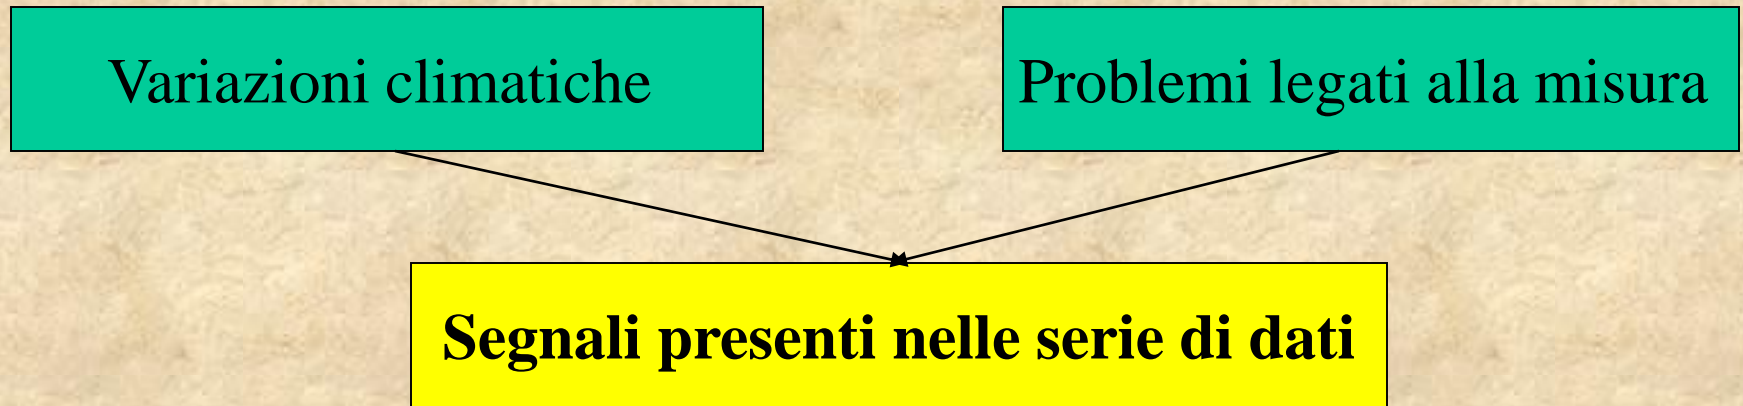 Variazioni climatiche
Problemi legati alla misura
Segnali presenti nelle serie di dati